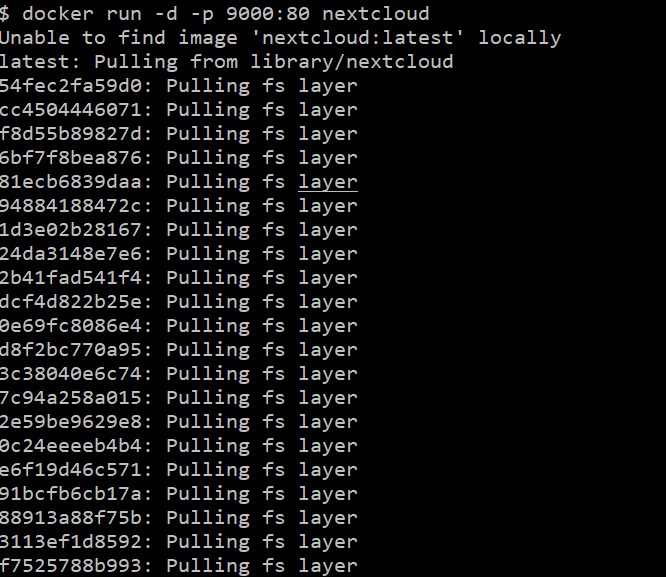 $ docker run -d -p 9000:80 nextcloud
Unable to find image 'nextcloud:latest' locally
latest: Pulling from library/nextcloud
54fec2fa59d0: Pulling fs layer
cc4504446071: Pulling fs layer
f8d55b89827d: Pulling fs layer
6bf7f8bea876: Pulling fs layer
81ecb6839daa: Pulling fs layer
94884188472c: Pulling fs layer
1d3e02b28167: Pulling fs layer
24da3148e7e6: Pulling fs layer
2b41fad541f4: Pulling fs layer
dcf4d822b25e: Pulling fs layer
0e69fc8086e4: Pulling fs layer
d8f2bc770a95: Pulling fs layer
3c38040e6c74: Pulling fs layer
7c94a258a015: Pulling fs layer
2e59be9629e8: Pulling fs layer
0c24eeeeb4b4: Pulling fs layer
e6f19d46c571: Pulling fs layer
91bcfb6cb17a: Pulling fs layer
88913a88f75b: Pulling fs layer
3113ef1d8592: Pulling fs layer
f7525788b993: Pulling fs layer